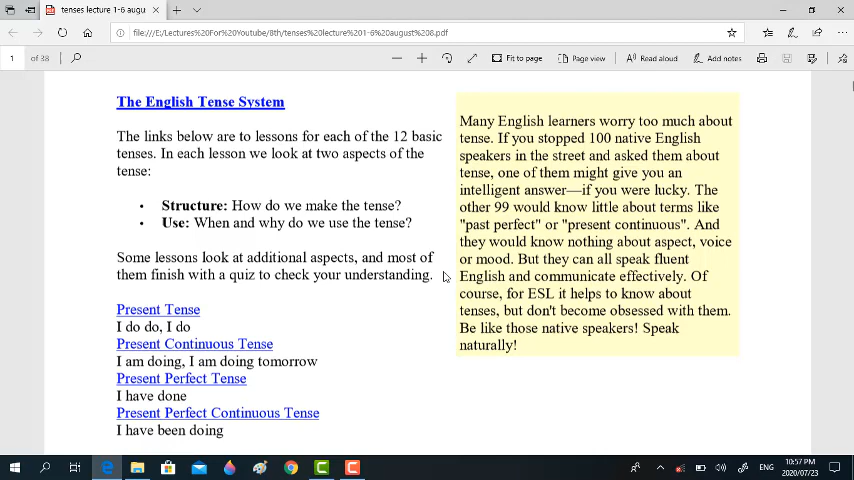 tenses lecture 1-6 augu
file:///E:/Lectures%20For%20Youtube/8th/tenses%20lecture%201-6%20august%208.pdf
1 of 38
Fit to page
Page view
Read aloud
Add notes
The English Tense System
The links below are to lessons for each of the 12 basic
tenses. In each lesson we look at two aspects of the
tense:
• Structure: How do we make the tense?
• Use: When and why do we use the tense?
Some lessons look at additional aspects, and most of
them finish with a quiz to check your understanding.
Present Tense
I do do, I do
Present Continuous Tense
I am doing, I am doing tomorrow
Present Perfect Tense
I have done
Present Perfect Continuous Tense
I have been doing
Many English learners worry too much about
tense. If you stopped 100 native English
speakers in the street and asked them about
tense, one of them might give you an
intelligent answer—if you were lucky. The
other 99 would know little about terms like
"past perfect" or "present continuous". And
they would know nothing about aspect, voice
or mood. But they can all speak fluent
English and communicate effectively. Of
course, for ESL it helps to know about
tenses, but don't become obsessed with them.
Be like those native speakers! Speak
naturally!
ENG
10:57 PM
2020/07/23